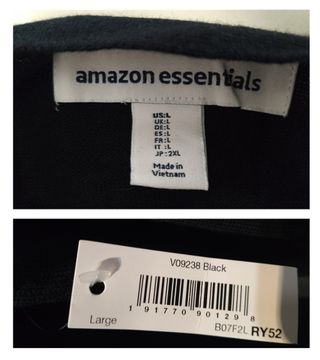 amazon essentials
US:L
UK:L
DE:L
ES:L
FR:L
IT:L
JP:2XL
Made in
Vietnam
V09238 Black
1 91770 90129 8
Large
B07F2L RY52